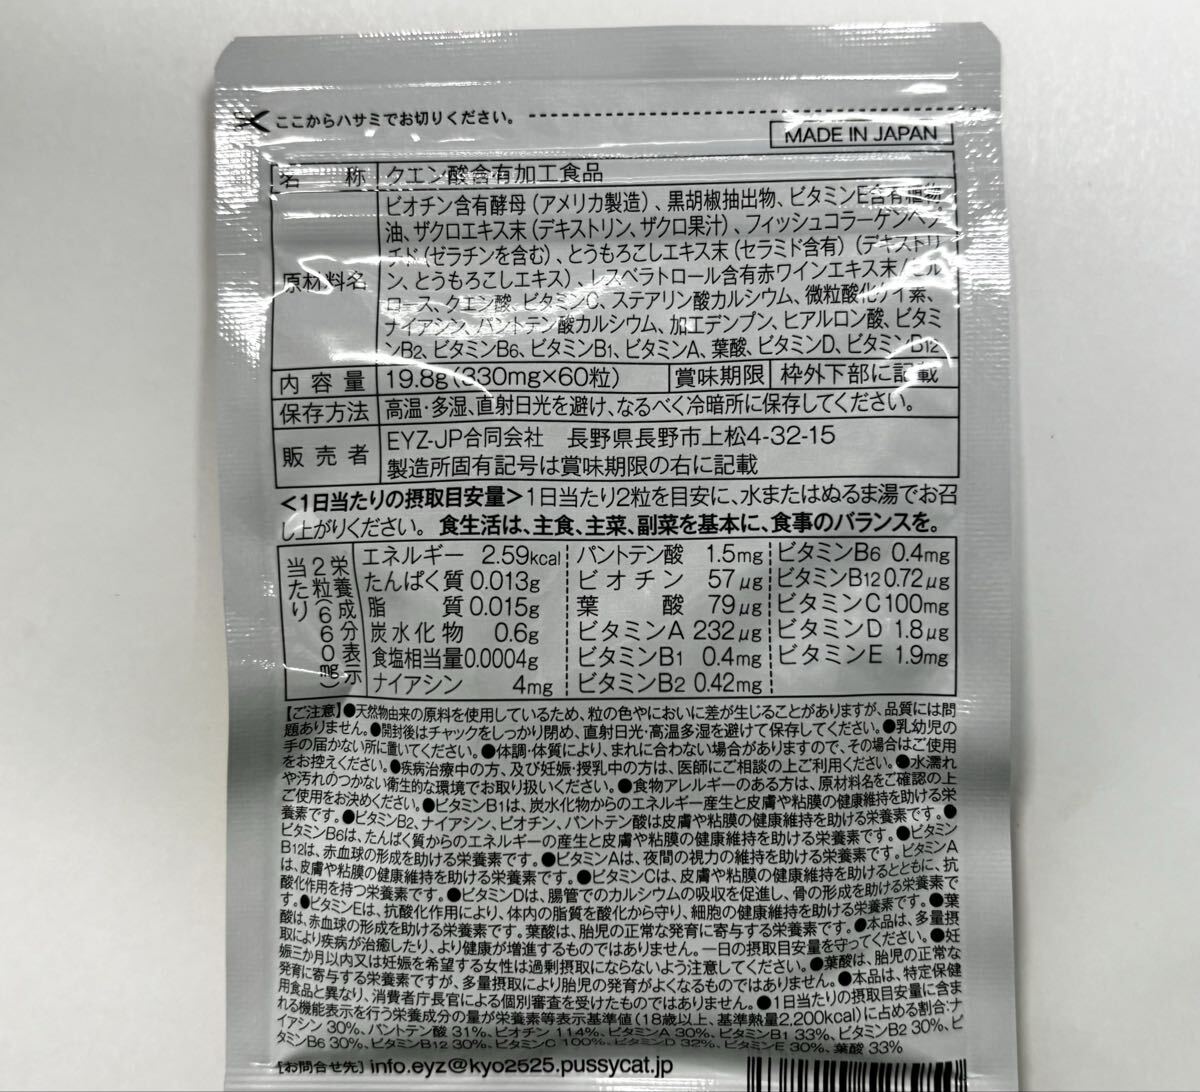 ここからハサミでお切りください。
MADE IN JAPAN
名 称 クエン酸含有加工食品
原材料名
ビオチン含有酵母（アメリカ製造）、黒胡椒抽出物、ビタミンE含有植物
油、ザクロエキス末（デキストリン、ザクロ果汁）、フィッシュコラーゲンペプ
チド（ゼラチンを含む）、とうもろこしエキス末（セラミド含有）（デキストリ
ン、とうもろこしエキス）、レスベラトロール含有赤ワインエキス末/セル
ロース、クエン酸、ビタミンC、ステアリン酸カルシウム、微粒酸化ケイ素、
ナイアシン、パントテン酸カルシウム、加工デンプン、ヒアルロン酸、ビタミ
ンB2、ビタミンB6、ビタミンB1、ビタミンA、葉酸、ビタミンD、ビタミンB12
内容量 19.8g（330mg×60粒） 賞味期限 枠外下部に記載
保存方法 高温・多湿、直射日光を避け、なるべく冷暗所に保存してください。
販売者 EYZ-JP合同会社 長野県長野市上松4-32-15
製造所固有記号は賞味期限の右に記載
＜1日当たりの摂取目安量＞1日当たり2粒を目安に、水またはぬるま湯でお召
し上がりください。食生活は、主食、主菜、副菜を基本に、食事のバランスを。
栄養成分表示
2粒(660mg)
当たり
エネルギー 2.59kcal
たんぱく質 0.013g
脂質 0.015g
炭水化物 0.6g
食塩相当量 0.0004g
ナイアシン 4mg
パントテン酸 1.5mg
ビオチン 57μg
葉酸 79μg
ビタミンA 232μg
ビタミンB1 0.4mg
ビタミンB2 0.42mg
ビタミンB6 0.4mg
ビタミンB12 0.72μg
ビタミンC 100mg
ビタミンD 1.8μg
ビタミンE 1.9mg
【ご注意】●天然物由来の原料を使用しているため、粒の色やにおいに差が生じることがありますが、品質には問
題ありません。●開封後はチャックをしっかり閉め、直射日光・高温多湿を避けて保存してください。●乳幼児の
手の届かない所に置いてください。●体調・体質により、まれに合わない場合がありますので、その場合はご使用
をお控えください。●疾病治療中の方、及び妊娠・授乳中の方は、医師にご相談の上ご利用ください。●水濡れ
や汚れのつかない衛生的な環境でお取り扱いください。●食物アレルギーのある方は、原材料名をご確認の上
ご使用をお決めください。●ビタミンB1は、炭水化物からのエネルギー産生と皮膚や粘膜の健康維持を助ける栄
養素です。●ビタミンB2、ナイアシン、ビオチン、パントテン酸は皮膚や粘膜の健康維持を助ける栄養素です。●
ビタミンB6は、たんぱく質からのエネルギーの産生と皮膚や粘膜の健康維持を助ける栄養素です。●ビタミン
B12は、赤血球の形成を助ける栄養素です。●ビタミンAは、夜間の視力の維持を助ける栄養素です。ビタミンA
は、皮膚や粘膜の健康維持を助ける栄養素です。●ビタミンCは、皮膚や粘膜の健康維持を助けるとともに、抗
酸化作用を持つ栄養素です。●ビタミンDは、腸管でのカルシウムの吸収を促進し、骨の形成を助ける栄養素で
す。●ビタミンEは、抗酸化作用により、体内の脂質を酸化から守り、細胞の健康維持を助ける栄養素です。●葉
酸は、赤血球の形成を助ける栄養素です。葉酸は、胎児の正常な発育に寄与する栄養素です。●本品は、多量摂
取により疾病が治癒したり、より健康が増進するものではありません。一日の摂取目安量を守ってください。●妊
娠三か月以内又は妊娠を希望する女性は過剰摂取にならないよう注意してください。●葉酸は、胎児の正常な
発育に寄与する栄養素ですが、多量摂取により胎児の発育がよくなるものではありません。●本品は、特定保健
用食品と異なり、消費者庁長官による個別審査を受けたものではありません。●1日当たりの摂取目安量に含ま
れる機能表示を行う栄養成分の量が栄養素等表示基準値（18歳以上、基準熱量2,200kcal）に占める割合:ナ
イアシン 30%、パントテン酸 31%、ビオチン 114%、ビタミンA 30%、ビタミンB1 33%、ビタミンB2 30%、ビ
タミンB6 30%、ビタミンB12 30%、ビタミンC 100%、ビタミンD 32%、ビタミンE 30%、葉酸 33%
【お問合せ先】info.eyz@kyo2525.pussycat.jp